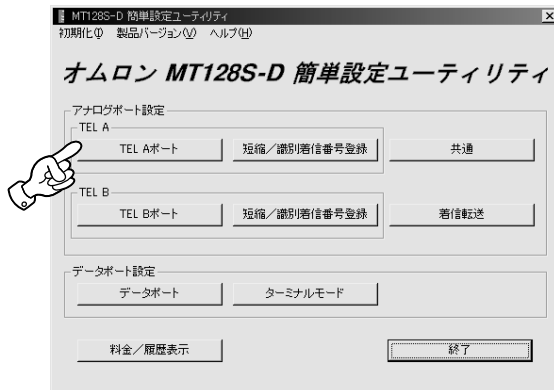 MT128S-D 簡単設定ユーティリティ
初期化(I) 製品バージョン(V) ヘルプ(H)
オムロン MT128S-D 簡単設定ユーティリティ
アナログポート設定
TEL A
TEL Aポート 短縮/識別着信番号登録 共通
TEL B
TEL Bポート 短縮/識別着信番号登録 着信転送
データポート設定
データポート ターミナルモード
料金/履歴表示 終了